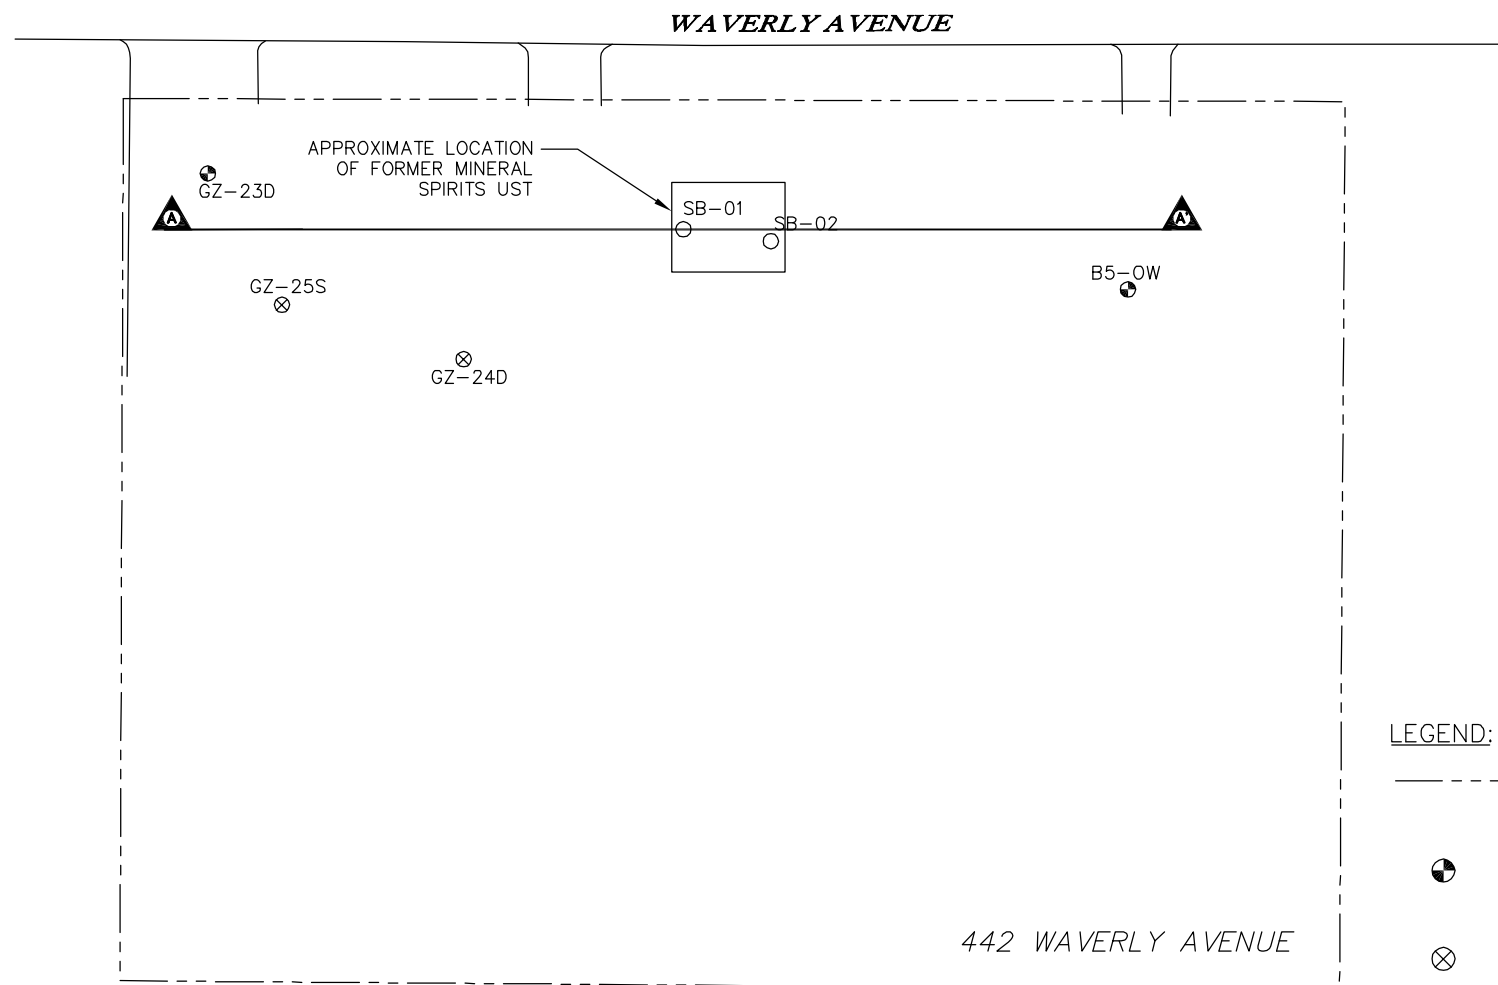 WAVERLY AVENUE
APPROXIMATE LOCATION
OF FORMER MINERAL
SPIRITS UST
GZ-23D
SB-01
A
A'
SB-02
B5-OW
GZ-25S
GZ-24D
LEGEND:
442 WAVERLY AVENUE